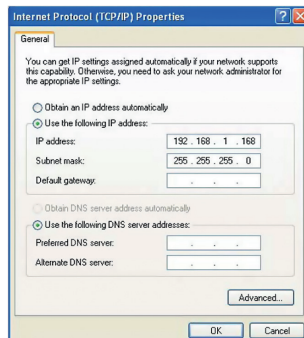 Internet Protocol (TCP/IP) Properties
General
You can get IP settings assigned automatically if your network supports
this capability. Otherwise, you need to ask your network administrator for
the appropriate IP settings.
Obtain an IP address automatically
Use the following IP address:
IP address: 192 . 168 . 1 . 168
Subnet mask: 255 . 255 . 255 . 0
Default gateway: . . .
Obtain DNS server address automatically
Use the following DNS server addresses:
Preferred DNS server: . . .
Alternate DNS server: . . .
Advanced...
OK Cancel